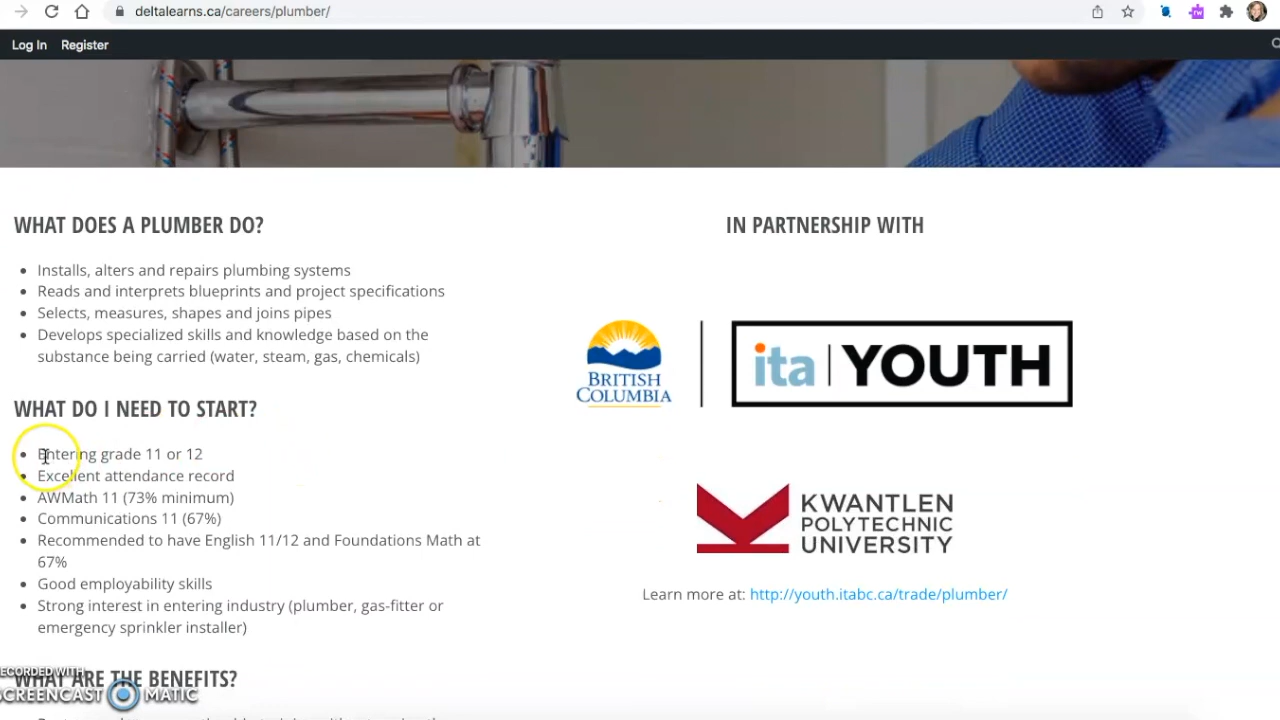 deltalearns.ca/careers/plumber/
Log In Register
WHAT DOES A PLUMBER DO?
Installs, alters and repairs plumbing systems
Reads and interprets blueprints and project specifications
Selects, measures, shapes and joins pipes
Develops specialized skills and knowledge based on the
substance being carried (water, steam, gas, chemicals)
WHAT DO I NEED TO START?
Entering grade 11 or 12
Excellent attendance record
AWMath 11 (73% minimum)
Communications 11 (67%)
Recommended to have English 11/12 and Foundations Math at
67%
Good employability skills
Strong interest in entering industry (plumber, gas-fitter or
emergency sprinkler installer)
WHAT ARE THE BENEFITS?
IN PARTNERSHIP WITH
BRITISH
COLUMBIA
ita YOUTH
KWANTLEN
POLYTECHNIC
UNIVERSITY
Learn more at: http://youth.itabc.ca/trade/plumber/
RECORDED WITH
SCREENCAST MATIC